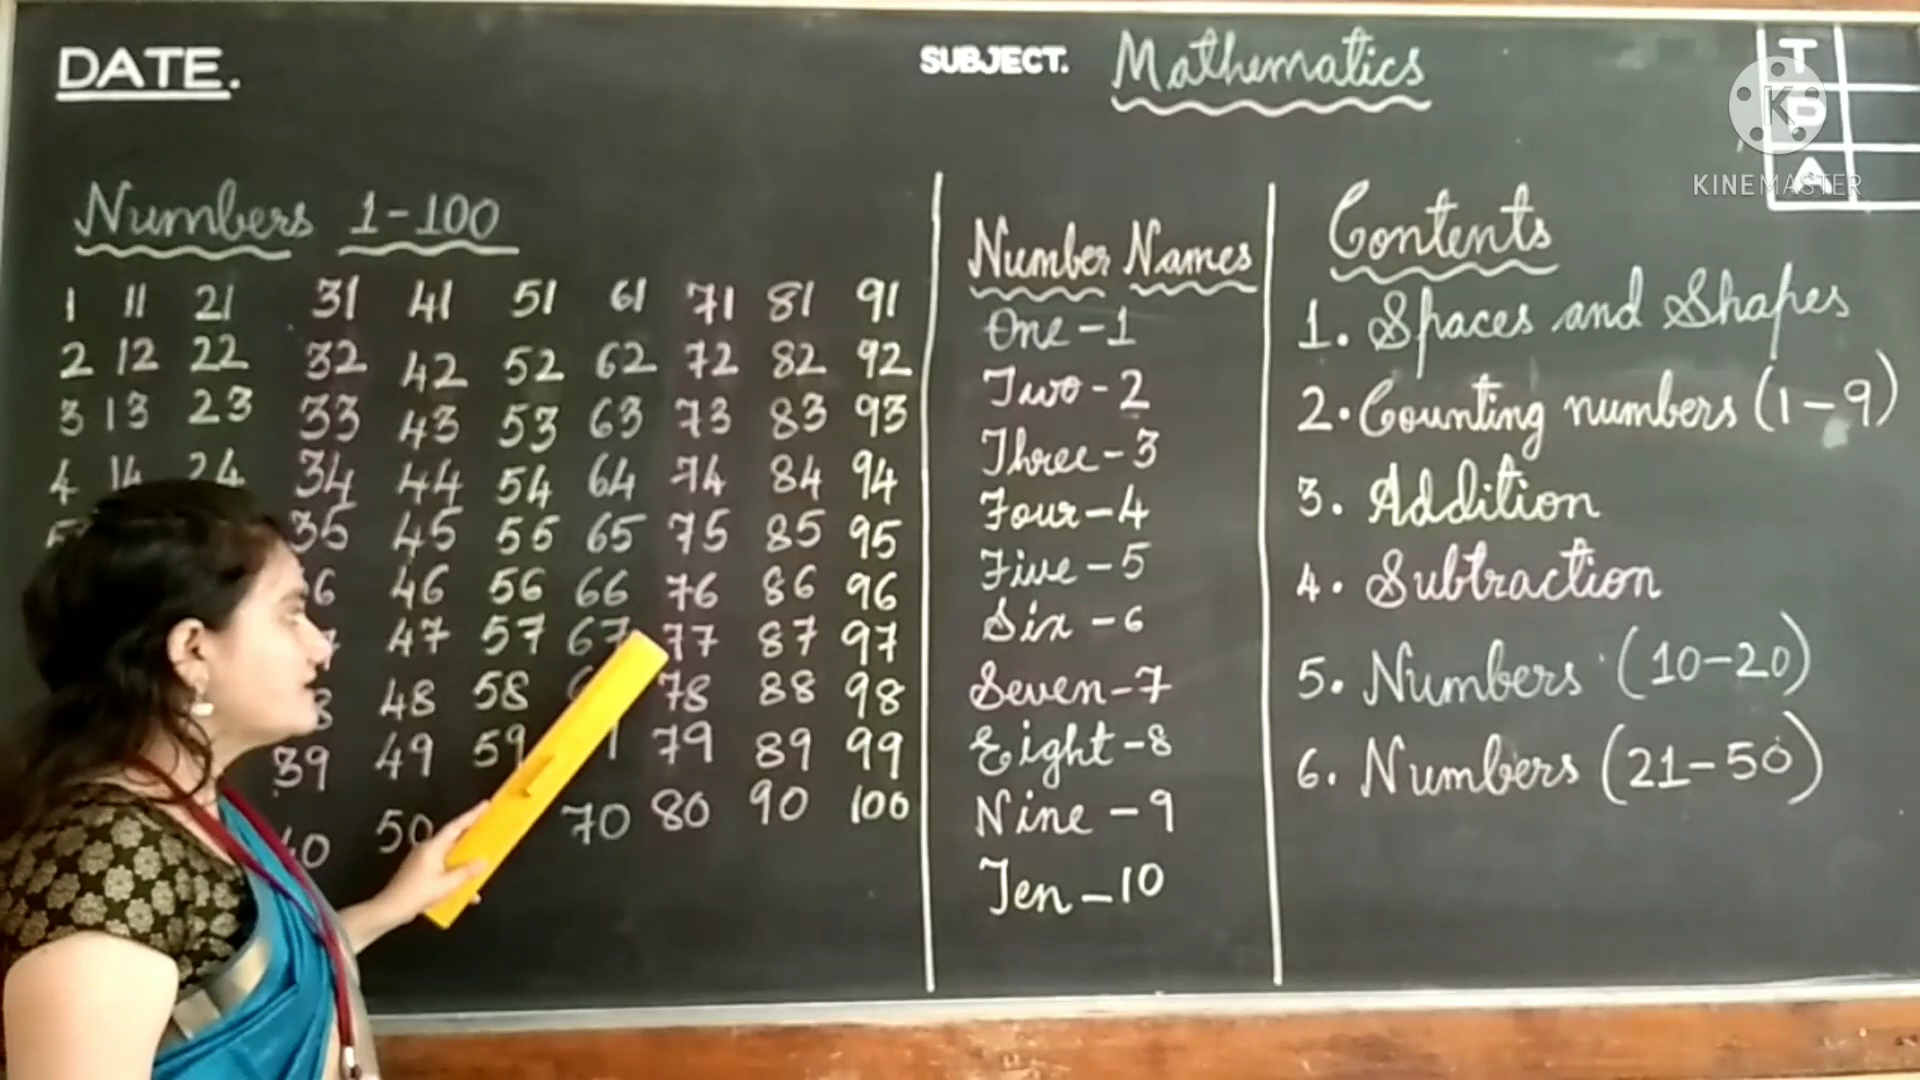 DATE.
SUBJECT. Mathematics
T
P
A
KINEMASTER
Numbers 1-100
1 11 21 31 41 51 61 71 81 91
2 12 22 32 42 52 62 72 82 92
3 13 23 33 43 53 63 73 83 93
4 14 24 34 44 54 64 74 84 94
35 45 55 65 75 85 95
46 56 66 76 86 96
47 57 67 77 87 97
48 58 78 88 98
39 49 59 79 89 99
50 70 80 90 100
Number Names
One - 1
Two - 2
Three - 3
Four - 4
Five - 5
Six - 6
Seven - 7
Eight - 8
Nine - 9
Ten - 10
Contents
1. Spaces and Shapes
2. Counting numbers (1-9)
3. Addition
4. Subtraction
5. Numbers (10-20)
6. Numbers (21-50)